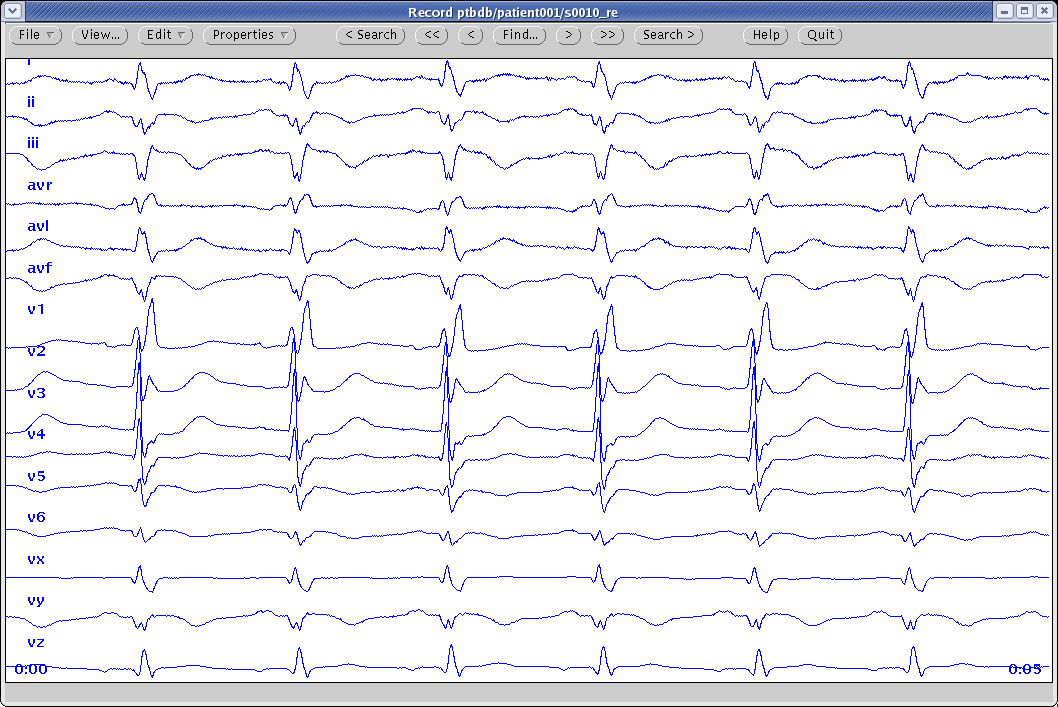 Record ptbdb/patient001/s0010_re
File View... Edit Properties < Search << < Find... > >> Search > Help Quit
i
ii
iii
avr
avl
avf
v1
v2
v3
v4
v5
v6
vx
vy
vz
0:00 0:05